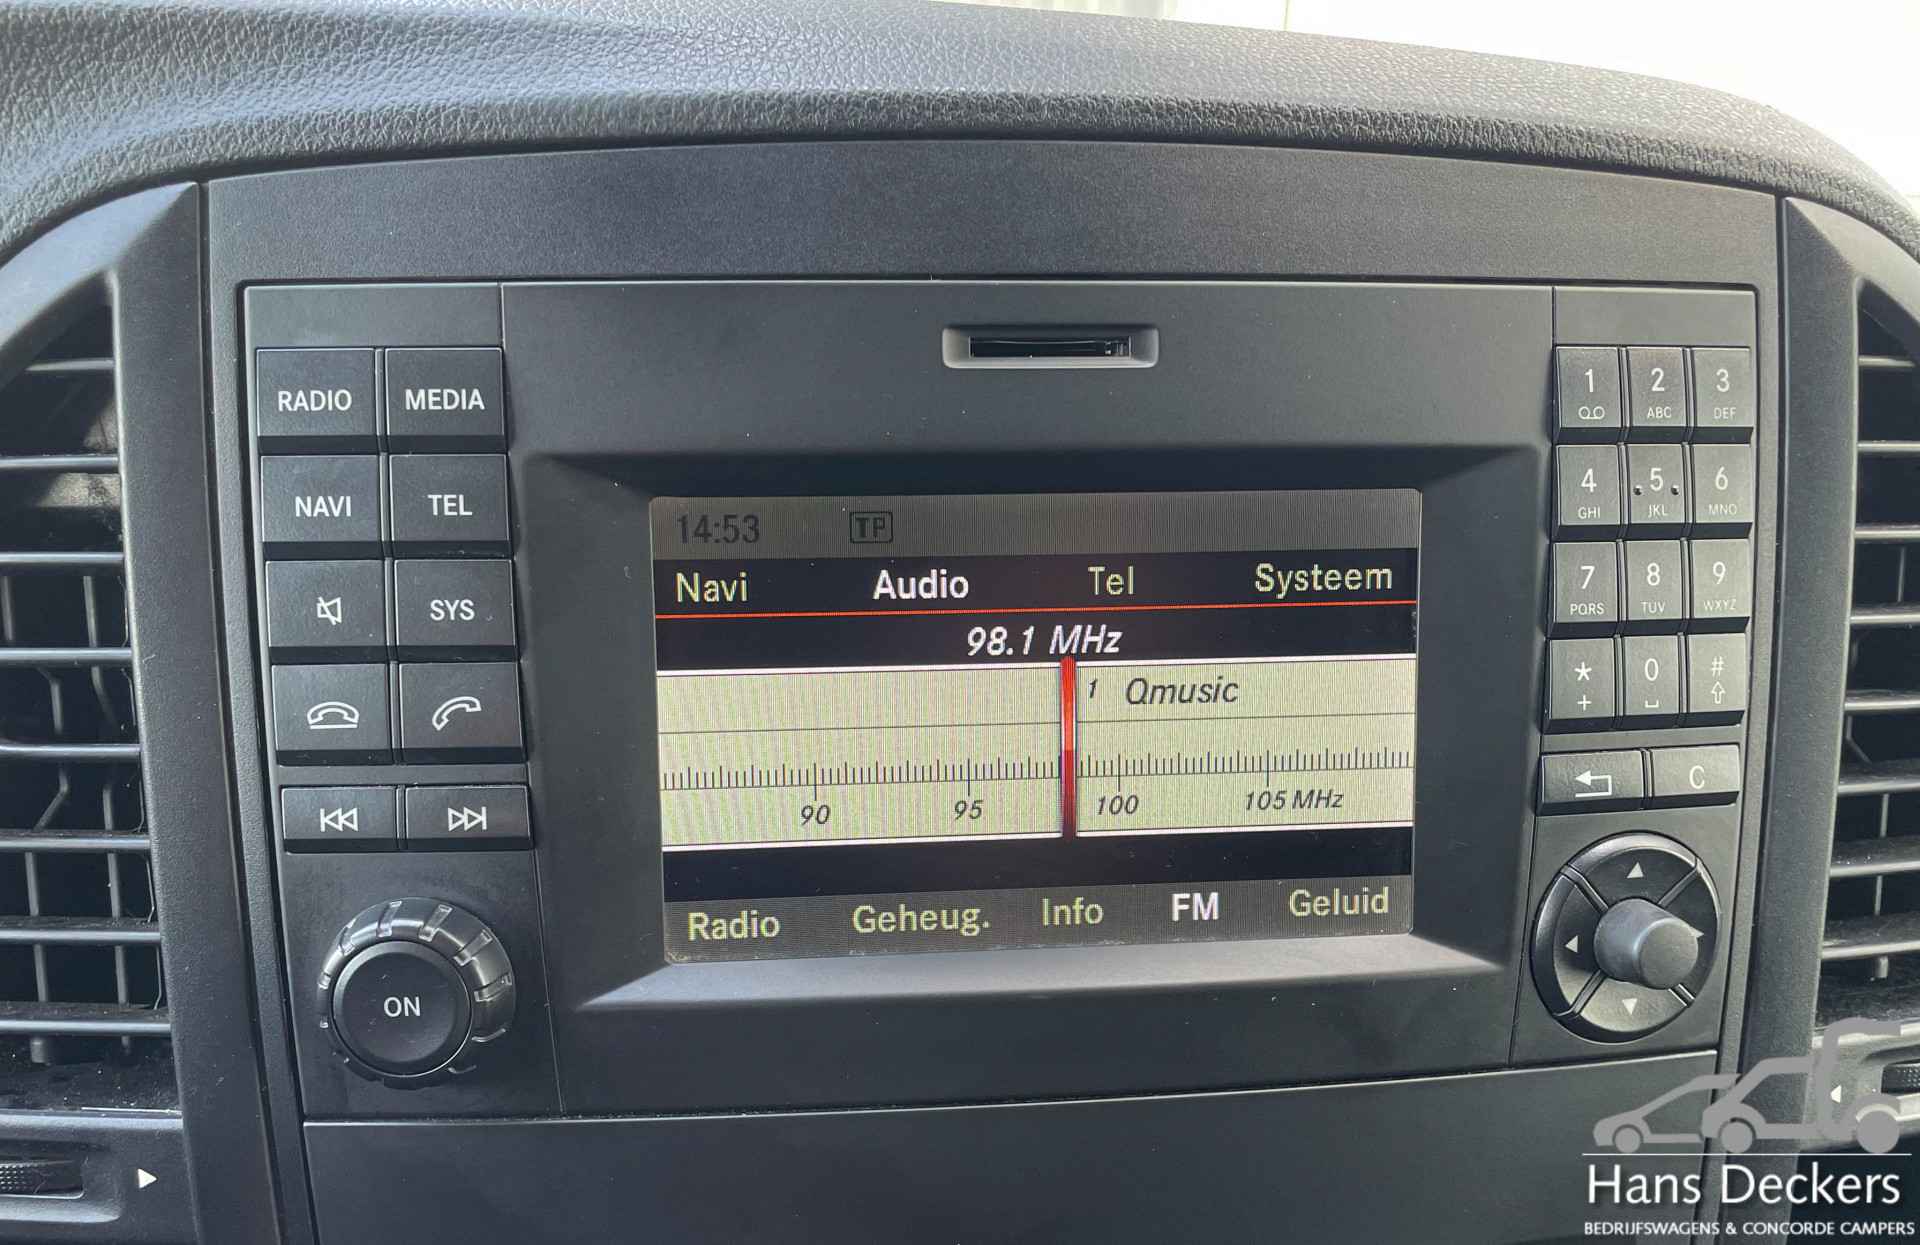 RADIO MEDIA
NAVI TEL
SYS
ON
14:53 TP
Navi Audio Tel Systeem
98.1 MHz
1 Qmusic
90 95 100 105 MHz
Radio Geheug. Info FM Geluid
1 2 3
ABC DEF
4 5 6
GHI JKL MNO
7 8 9
PQRS TUV WXYZ
* 0 #
+
C
Hans Deckers
BEDRIJFSWAGENS & CONCORDE CAMPERS